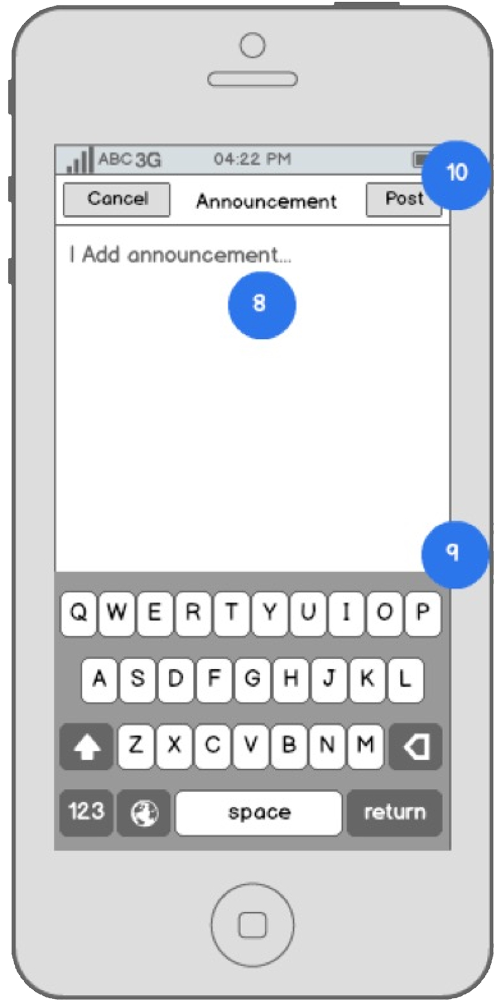 ABC 3G 04:22 PM
10
Cancel Announcement Post
I Add announcement...
8
9
Q W E R T Y U I O P
A S D F G H J K L
Z X C V B N M
123 space return